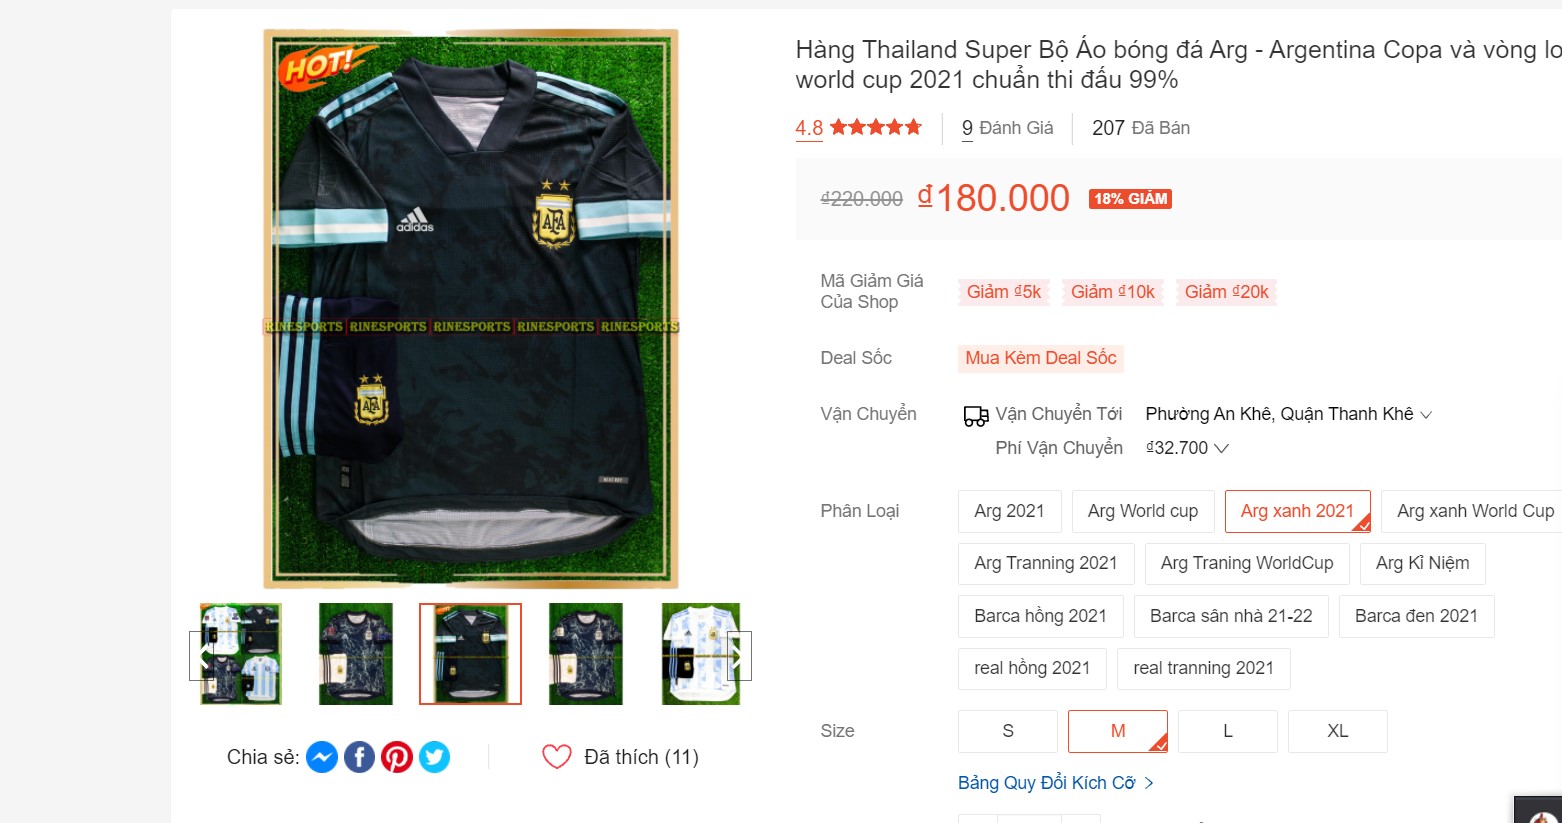 HOT!
adidas
AFA
RINESPORTS RINESPORTS RINESPORTS RINESPORTS RINESPORTS
AFA
Chia sẻ:
Đã thích (11)
Hàng Thailand Super Bộ Áo bóng đá Arg - Argentina Copa và vòng lo
world cup 2021 chuẩn thi đấu 99%
4.8 9 Đánh Giá 207 Đã Bán
₫220.000 ₫180.000 18% GIẢM
Mã Giảm Giá
Của Shop
Giảm ₫5k Giảm ₫10k Giảm ₫20k
Deal Sốc Mua Kèm Deal Sốc
Vận Chuyển Vận Chuyển Tới Phường An Khê, Quận Thanh Khê
Phí Vận Chuyển ₫32.700
Phân Loại Arg 2021 Arg World cup Arg xanh 2021 Arg xanh World Cup
Arg Tranning 2021 Arg Traning WorldCup Arg Kỉ Niệm
Barca hồng 2021 Barca sân nhà 21-22 Barca đen 2021
real hồng 2021 real tranning 2021
Size S M L XL
Bảng Quy Đổi Kích Cỡ